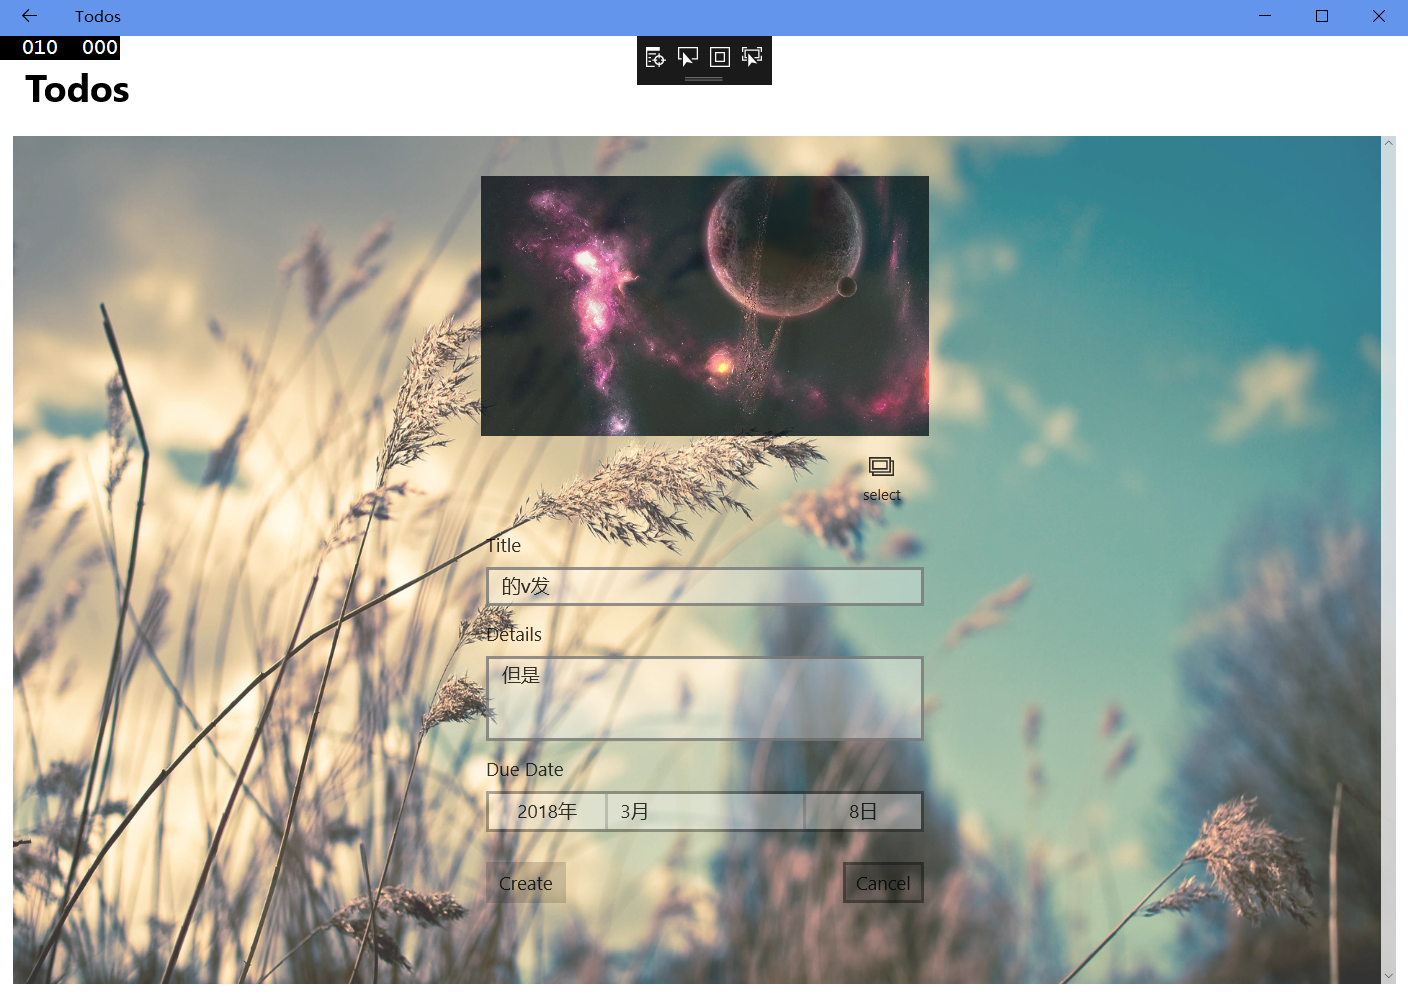 Todos
010 000
Todos
select
Title
的v发
Details
但是
Due Date
2018年 3月 8日
Create Cancel